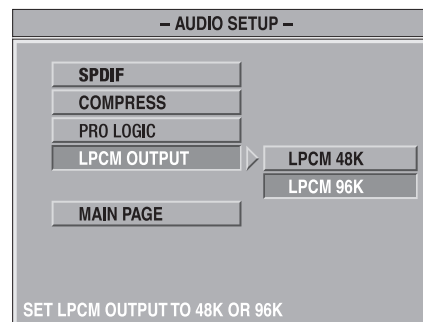 – AUDIO SETUP –
SPDIF
COMPRESS
PRO LOGIC
LPCM OUTPUT
LPCM 48K
LPCM 96K
MAIN PAGE
SET LPCM OUTPUT TO 48K OR 96K